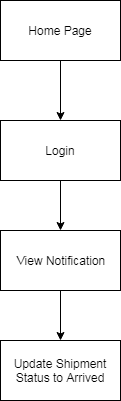 Home Page
Login
View Notification
Update Shipment
Status to Arrived